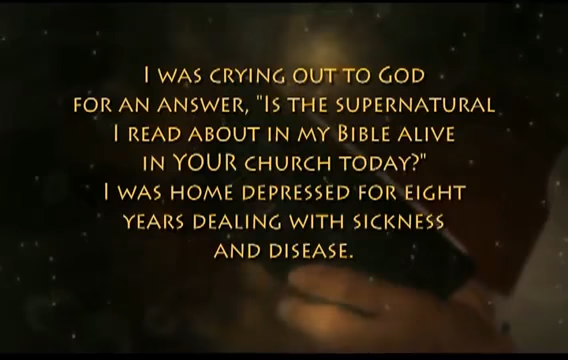 I WAS CRYING OUT TO GOD
FOR AN ANSWER, "IS THE SUPERNATURAL
I READ ABOUT IN MY BIBLE ALIVE
IN YOUR CHURCH TODAY?"
I WAS HOME DEPRESSED FOR EIGHT
YEARS DEALING WITH SICKNESS
AND DISEASE.